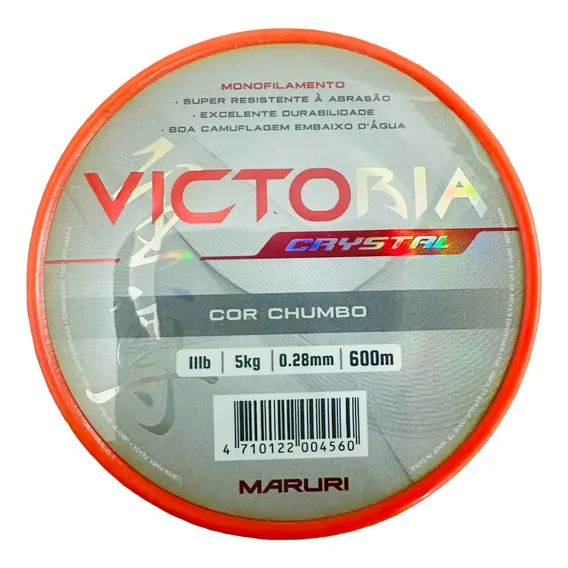 MONOFILAMENTO
• SUPER RESISTENTE À ABRASÃO
• EXCELENTE DURABILIDADE
• BOA CAMUFLAGEM EMBAIXO D'ÁGUA
VICTORIA
CRYSTAL
COR CHUMBO
11lb | 5kg | 0.28mm | 600m
4 710122 004560
MARURI